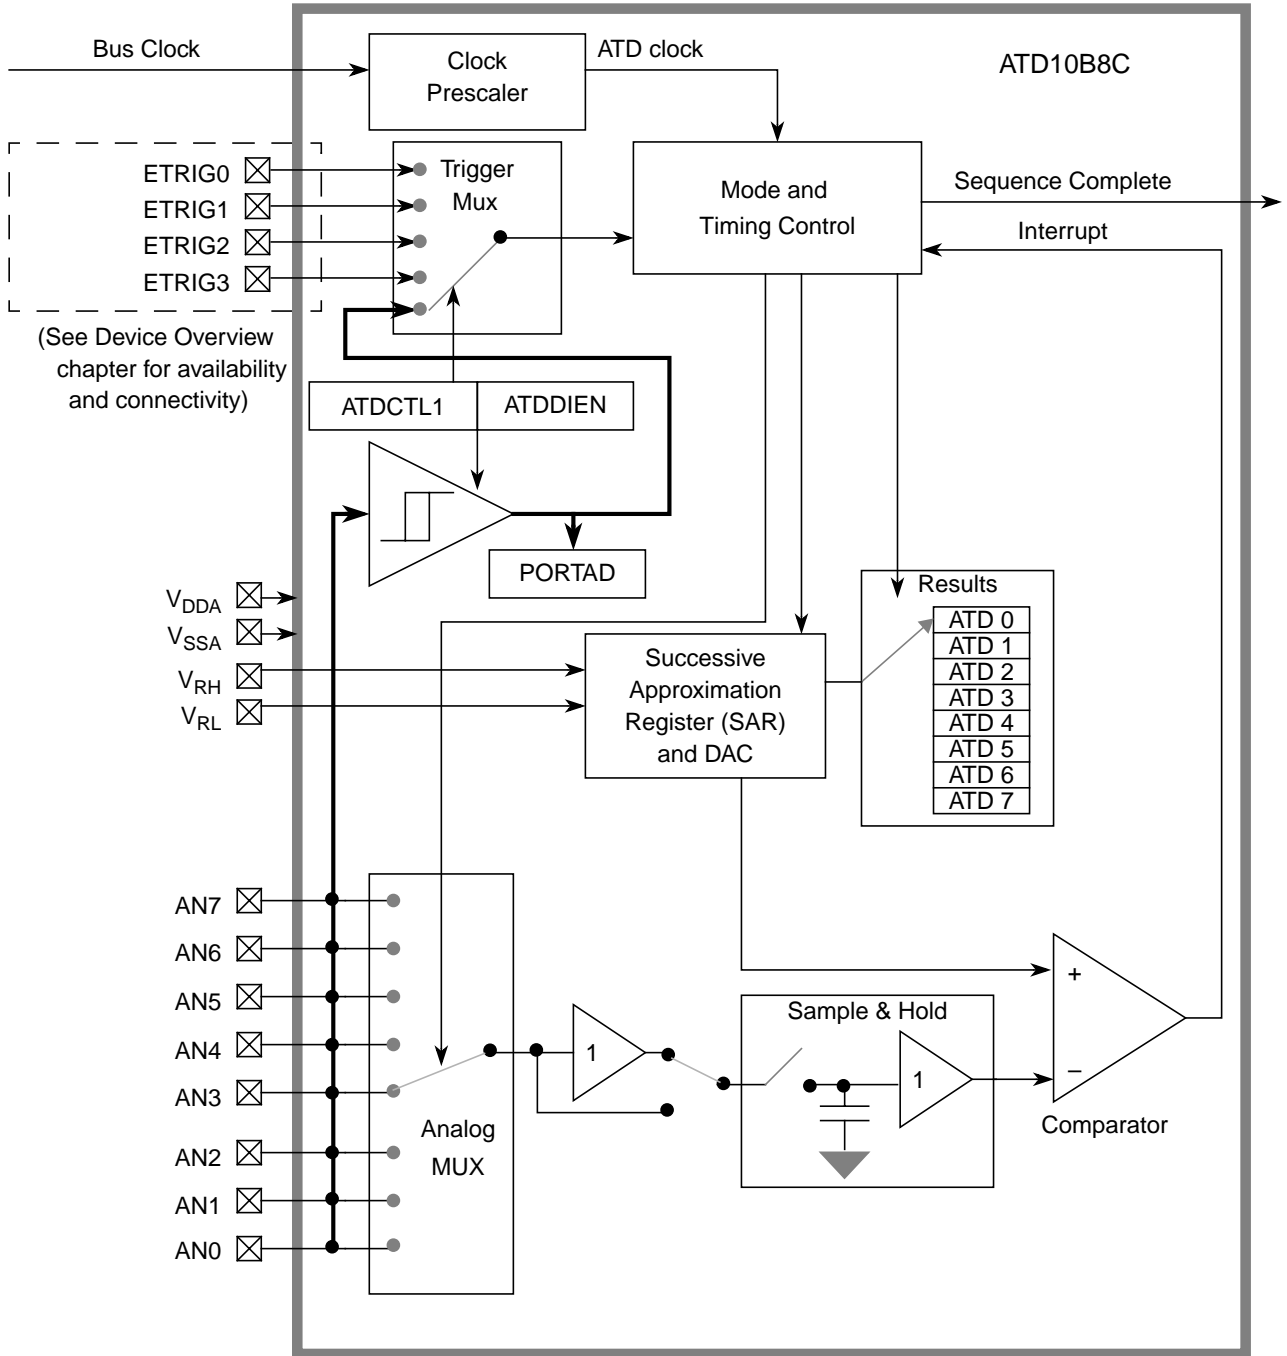 Bus Clock
Clock
Prescaler
ATD clock
ATD10B8C
ETRIG0
ETRIG1
ETRIG2
ETRIG3
(See Device Overview
chapter for availability
and connectivity)
Trigger
Mux
Mode and
Timing Control
Sequence Complete
Interrupt
ATDCTL1
ATDDIEN
PORTAD
VDDA
VSSA
VRH
VRL
Successive
Approximation
Register (SAR)
and DAC
Results
ATD 0
ATD 1
ATD 2
ATD 3
ATD 4
ATD 5
ATD 6
ATD 7
AN7
AN6
AN5
AN4
AN3
AN2
AN1
AN0
Analog
MUX
1
Sample & Hold
1
+
–
Comparator